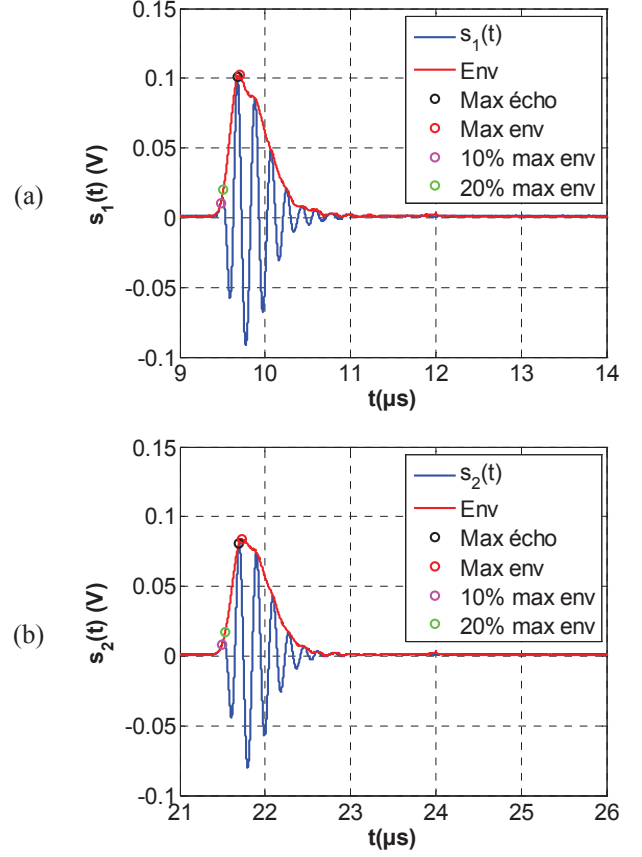 (a)
s₁(t) (V)
0.15
0.1
0.05
0
-0.05
-0.1
s₁(t)
Env
Max écho
Max env
10% max env
20% max env
9 10 11 12 13 14
t(µs)
(b)
s₂(t) (V)
0.15
0.1
0.05
0
-0.05
-0.1
s₂(t)
Env
Max écho
Max env
10% max env
20% max env
21 22 23 24 25 26
t(µs)